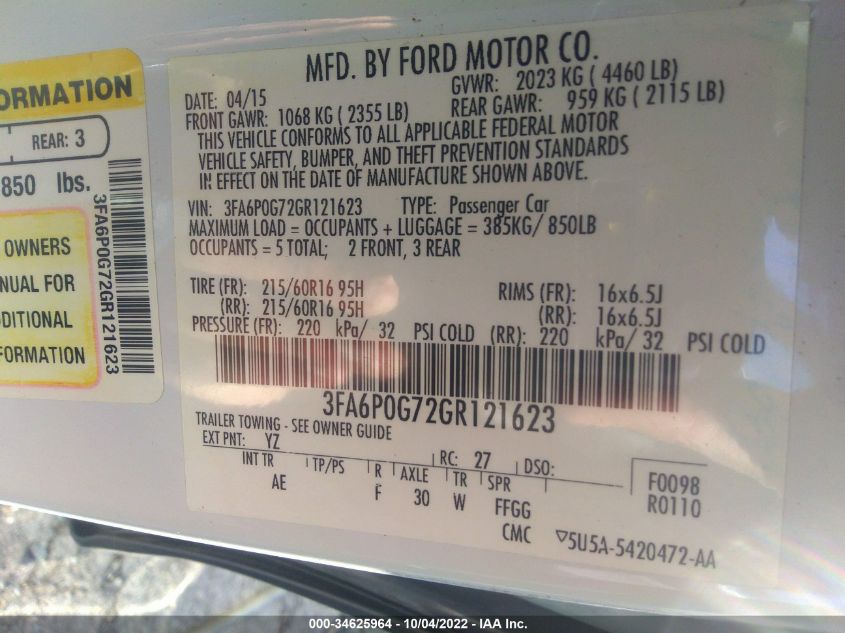 ORMATION
REAR: 3
850 lbs.
OWNERS
NUAL FOR
DDITIONAL
FORMATION
3FA6P0G72GR121623
MFD. BY FORD MOTOR CO.
DATE: 04/15 GVWR: 2023 KG ( 4460 LB)
FRONT GAWR: 1068 KG ( 2355 LB) REAR GAWR: 959 KG ( 2115 LB)
THIS VEHICLE CONFORMS TO ALL APPLICABLE FEDERAL MOTOR
VEHICLE SAFETY, BUMPER, AND THEFT PREVENTION STANDARDS
IN EFFECT ON THE DATE OF MANUFACTURE SHOWN ABOVE.
VIN: 3FA6P0G72GR121623 TYPE: Passenger Car
MAXIMUM LOAD = OCCUPANTS + LUGGAGE = 385KG/ 850LB
OCCUPANTS = 5 TOTAL; 2 FRONT, 3 REAR
TIRE (FR): 215/60R16 95H RIMS (FR): 16x6.5J
(RR): 215/60R16 95H (RR): 16x6.5J
PRESSURE (FR): 220 kPa/ 32 PSI COLD (RR): 220 kPa/ 32 PSI COLD
3FA6P0G72GR121623
TRAILER TOWING - SEE OWNER GUIDE
EXT PNT: YZ RC: 27 DSO:
INT TR TP/PS R AXLE TR SPR
AE F 30 W FFGG
CMC
F0098
R0110
▽5U5A-5420472-AA
000-34625964 - 10/04/2022 - IAA Inc.